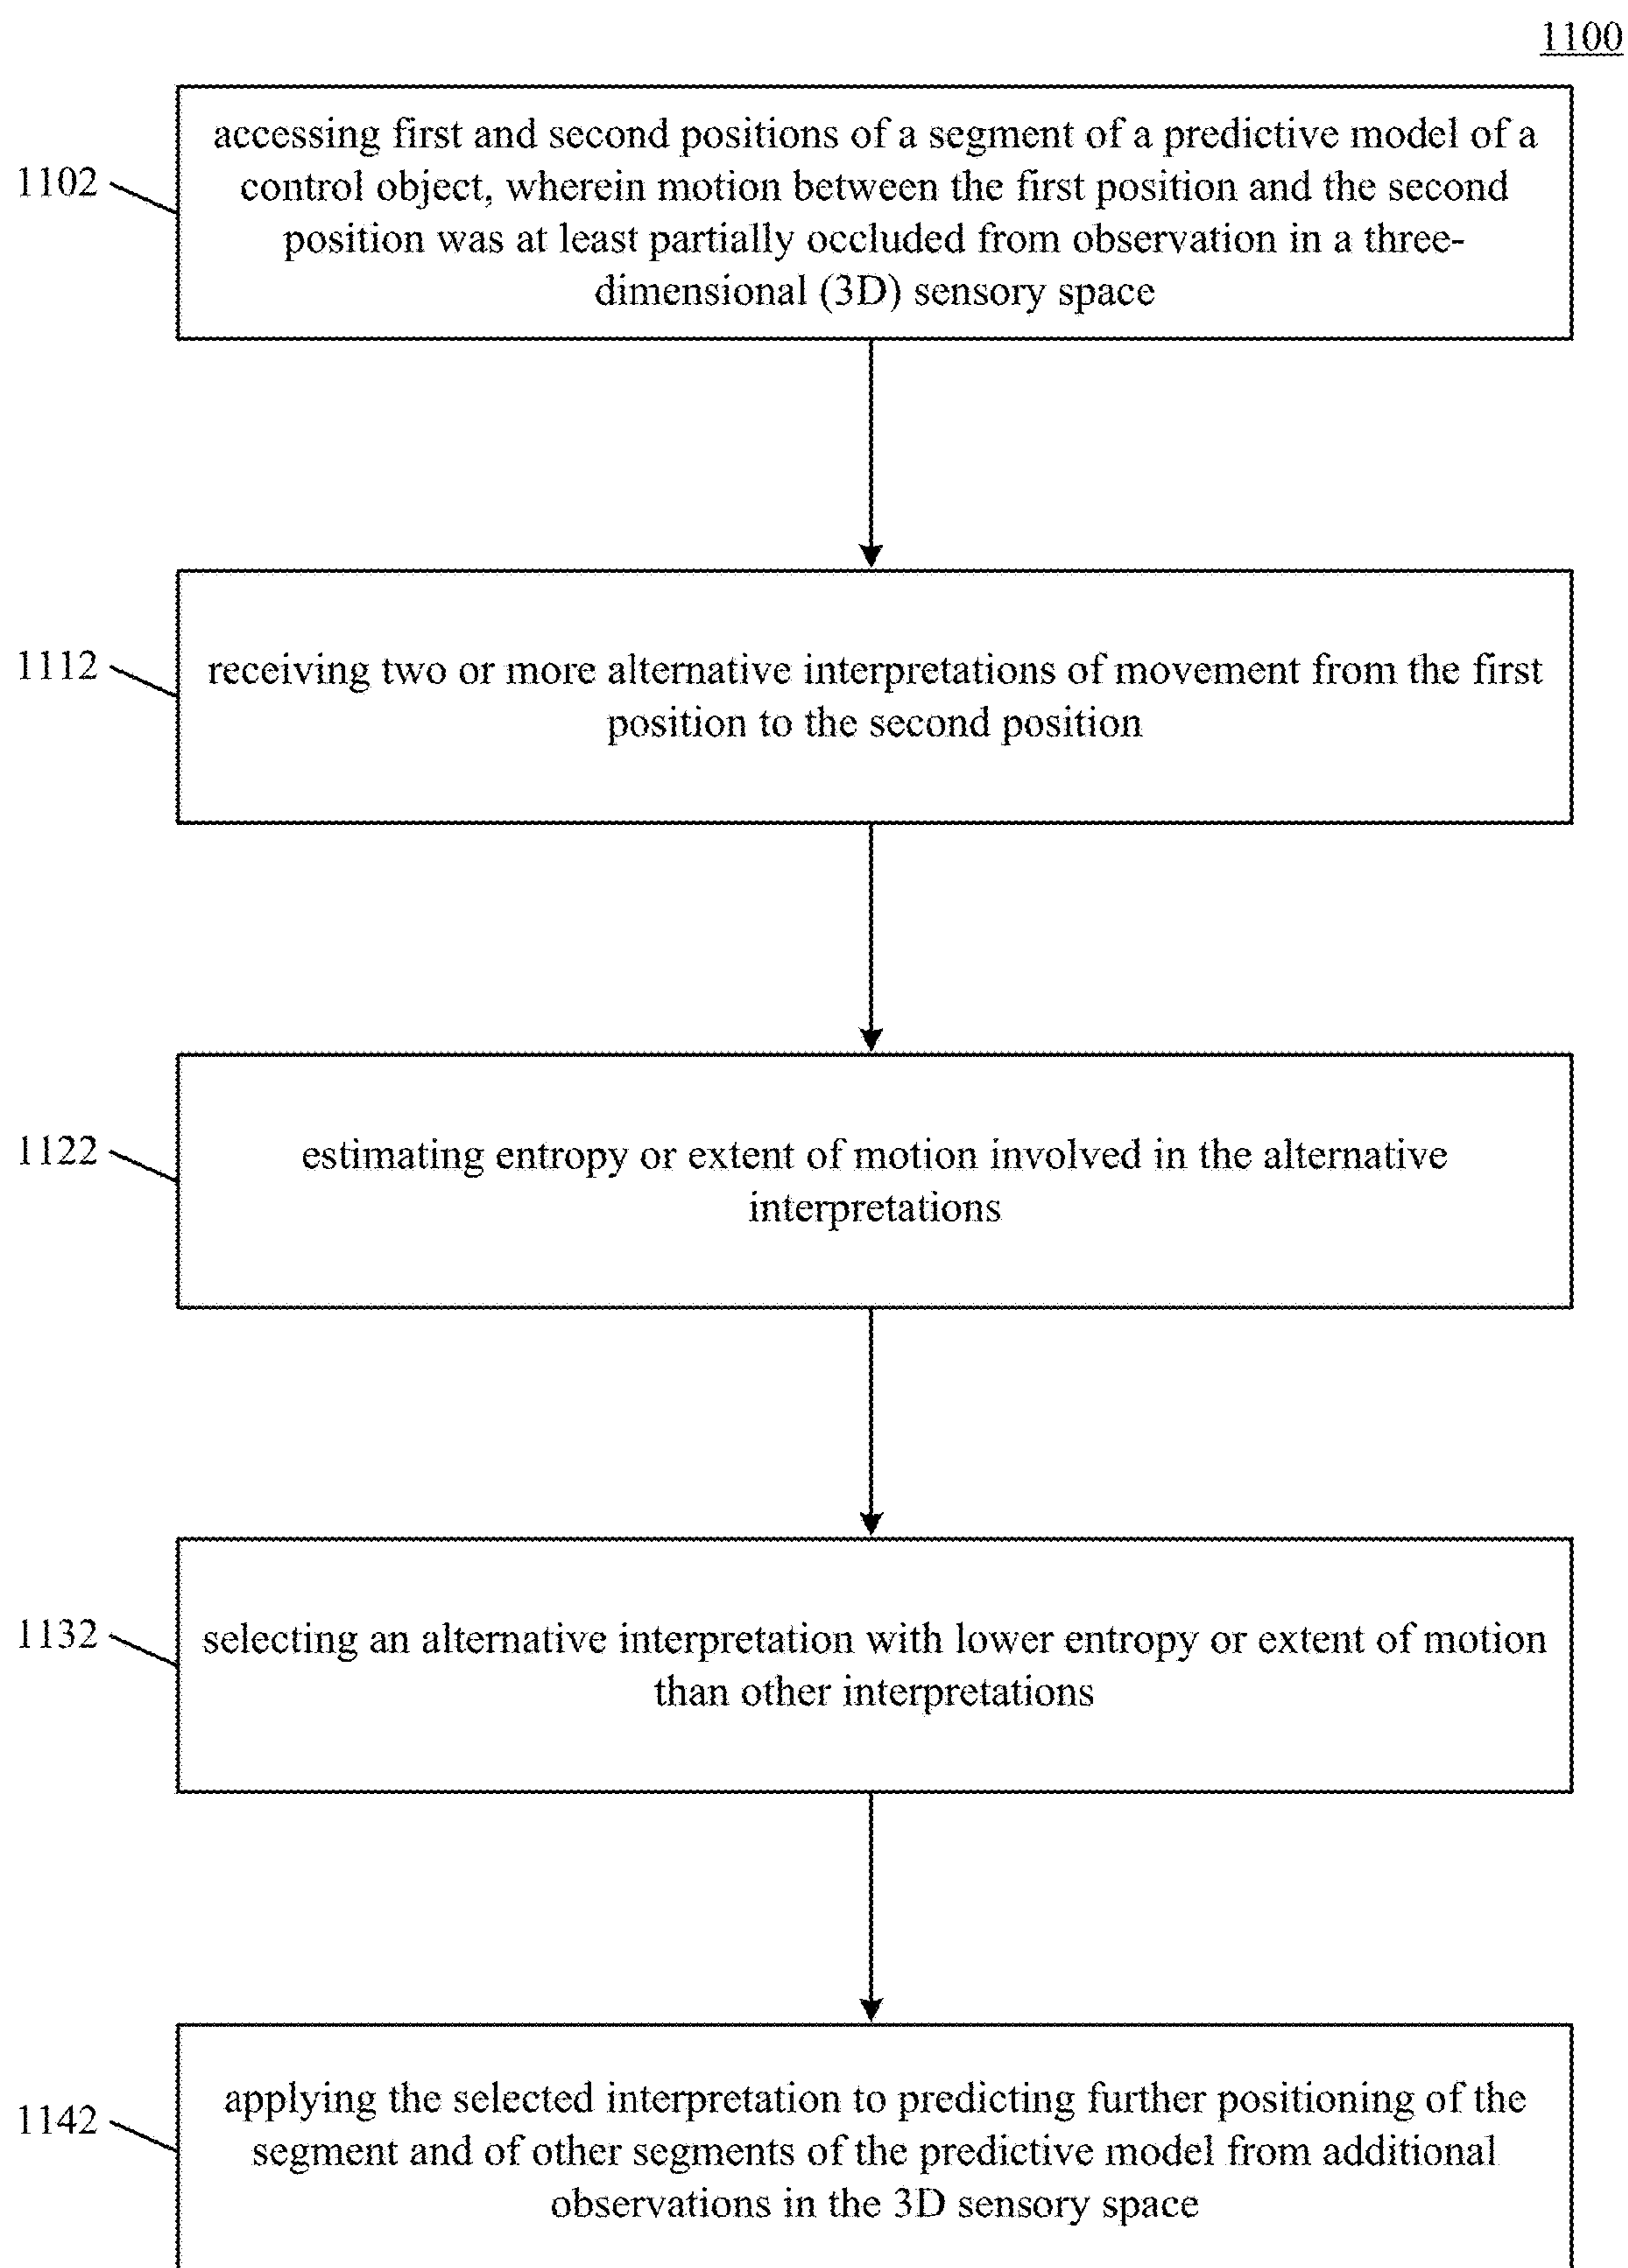 1100
accessing first and second positions of a segment of a predictive model of a
1102
control object, wherein motion between the first position and the second
position was at least partially occluded from observation in a three-
dimensional (3D) sensory space
1112
receiving two or more alternative interpretations of movement from the first
position to the second position
1122
estimating entropy or extent of motion involved in the alternative
interpretations
1132
selecting an alternative interpretation with lower entropy or extent of motion
than other interpretations
1142
applying the selected interpretation to predicting further positioning of the
segment and of other segments of the predictive model from additional
observations in the 3D sensory space